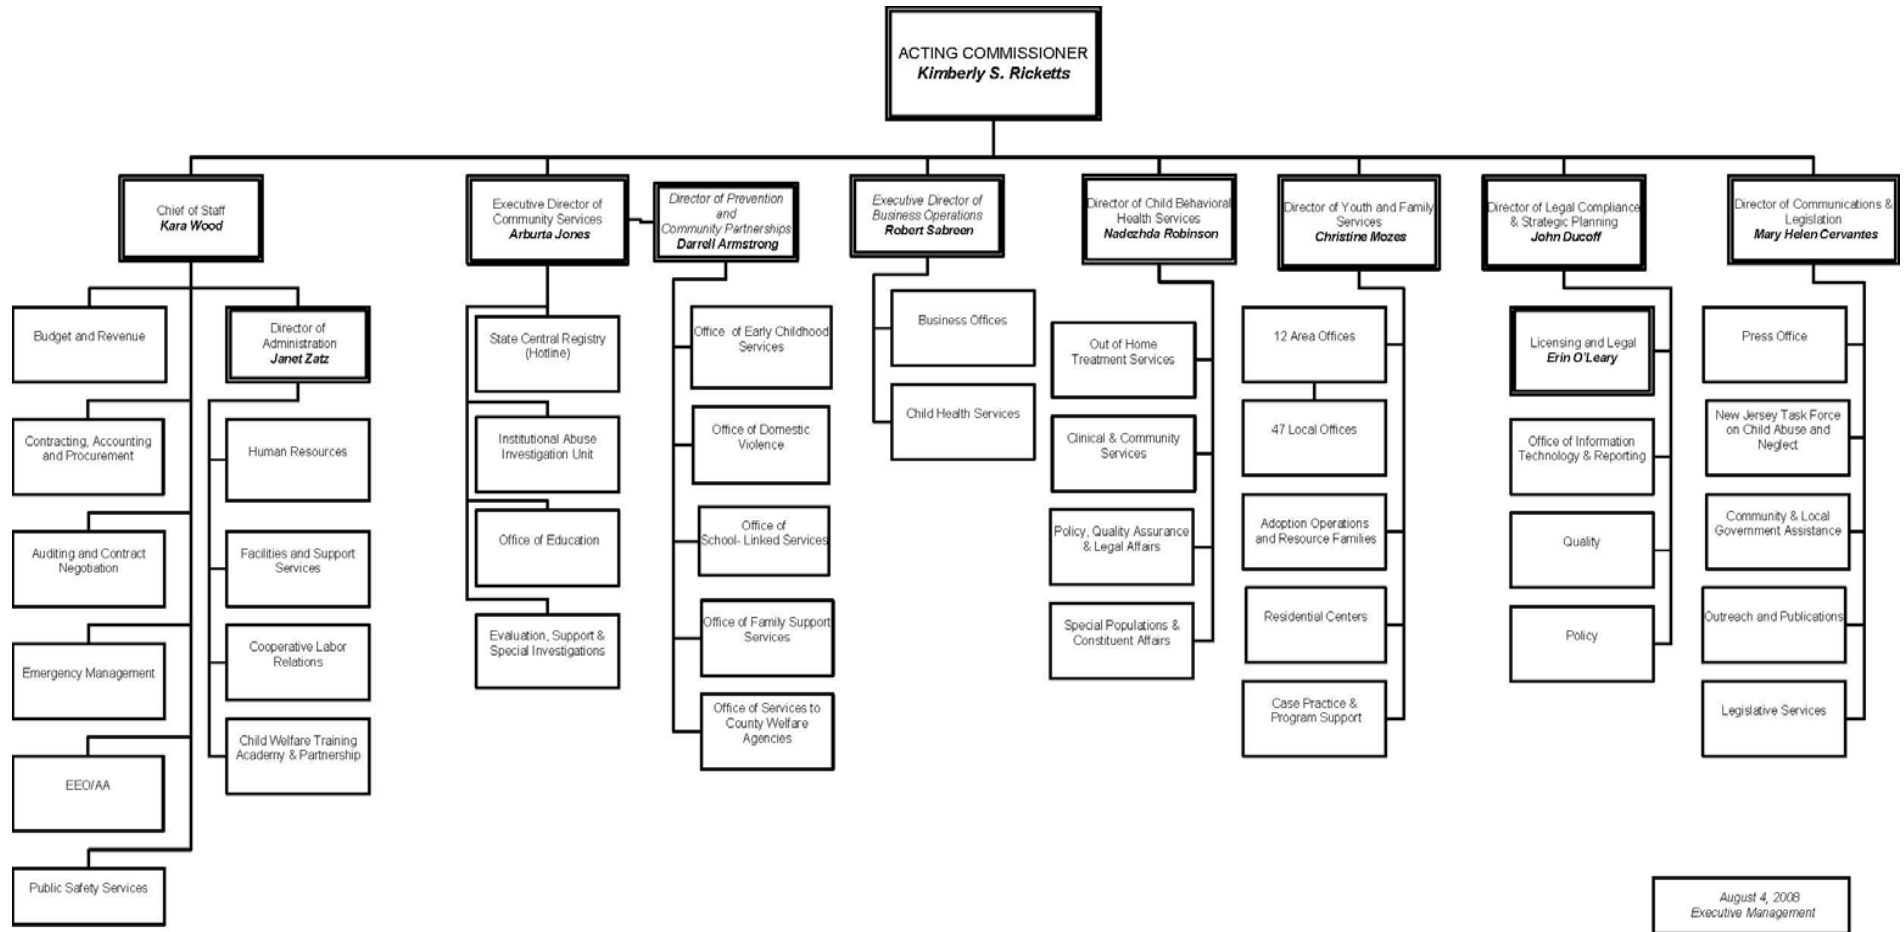 ACTING COMMISSIONER
Kimberly S. Ricketts
Chief of Staff
Kara Wood
Executive Director of
Community Services
Arburta Jones
Director of Prevention
and
Community Partnerships
Darrell Armstrong
Executive Director of
Business Operations
Robert Sabreen
Director of Child Behavioral
Health Services
Nadezhda Robinson
Director of Youth and Family
Services
Christine Mozes
Director of Legal Compliance
& Strategic Planning
John Ducoff
Director of Communications &
Legislation
Mary Helen Cervantes
Budget and Revenue
Contracting, Accounting
and Procurement
Auditing and Contract
Negotiation
Emergency Management
EEO/AA
Public Safety Services
Director of
Administration
Janet Zatz
Human Resources
Facilities and Support
Services
Cooperative Labor
Relations
Child Welfare Training
Academy & Partnership
State Central Registry
(Hotline)
Institutional Abuse
Investigation Unit
Office of Education
Evaluation, Support &
Special Investigations
Office of Early Childhood
Services
Office of Domestic
Violence
Office of
School- Linked Services
Office of Family Support
Services
Office of Services to
County Welfare
Agencies
Business Offices
Child Health Services
Out of Home
Treatment Services
Clinical & Community
Services
Policy, Quality Assurance
& Legal Affairs
Special Populations &
Constituent Affairs
12 Area Offices
47 Local Offices
Adoption Operations
and Resource Families
Residential Centers
Case Practice &
Program Support
Licensing and Legal
Erin O'Leary
Office of Information
Technology & Reporting
Quality
Policy
Press Office
New Jersey Task Force
on Child Abuse and
Neglect
Community & Local
Government Assistance
Outreach and Publications
Legislative Services
August 4, 2008
Executive Management